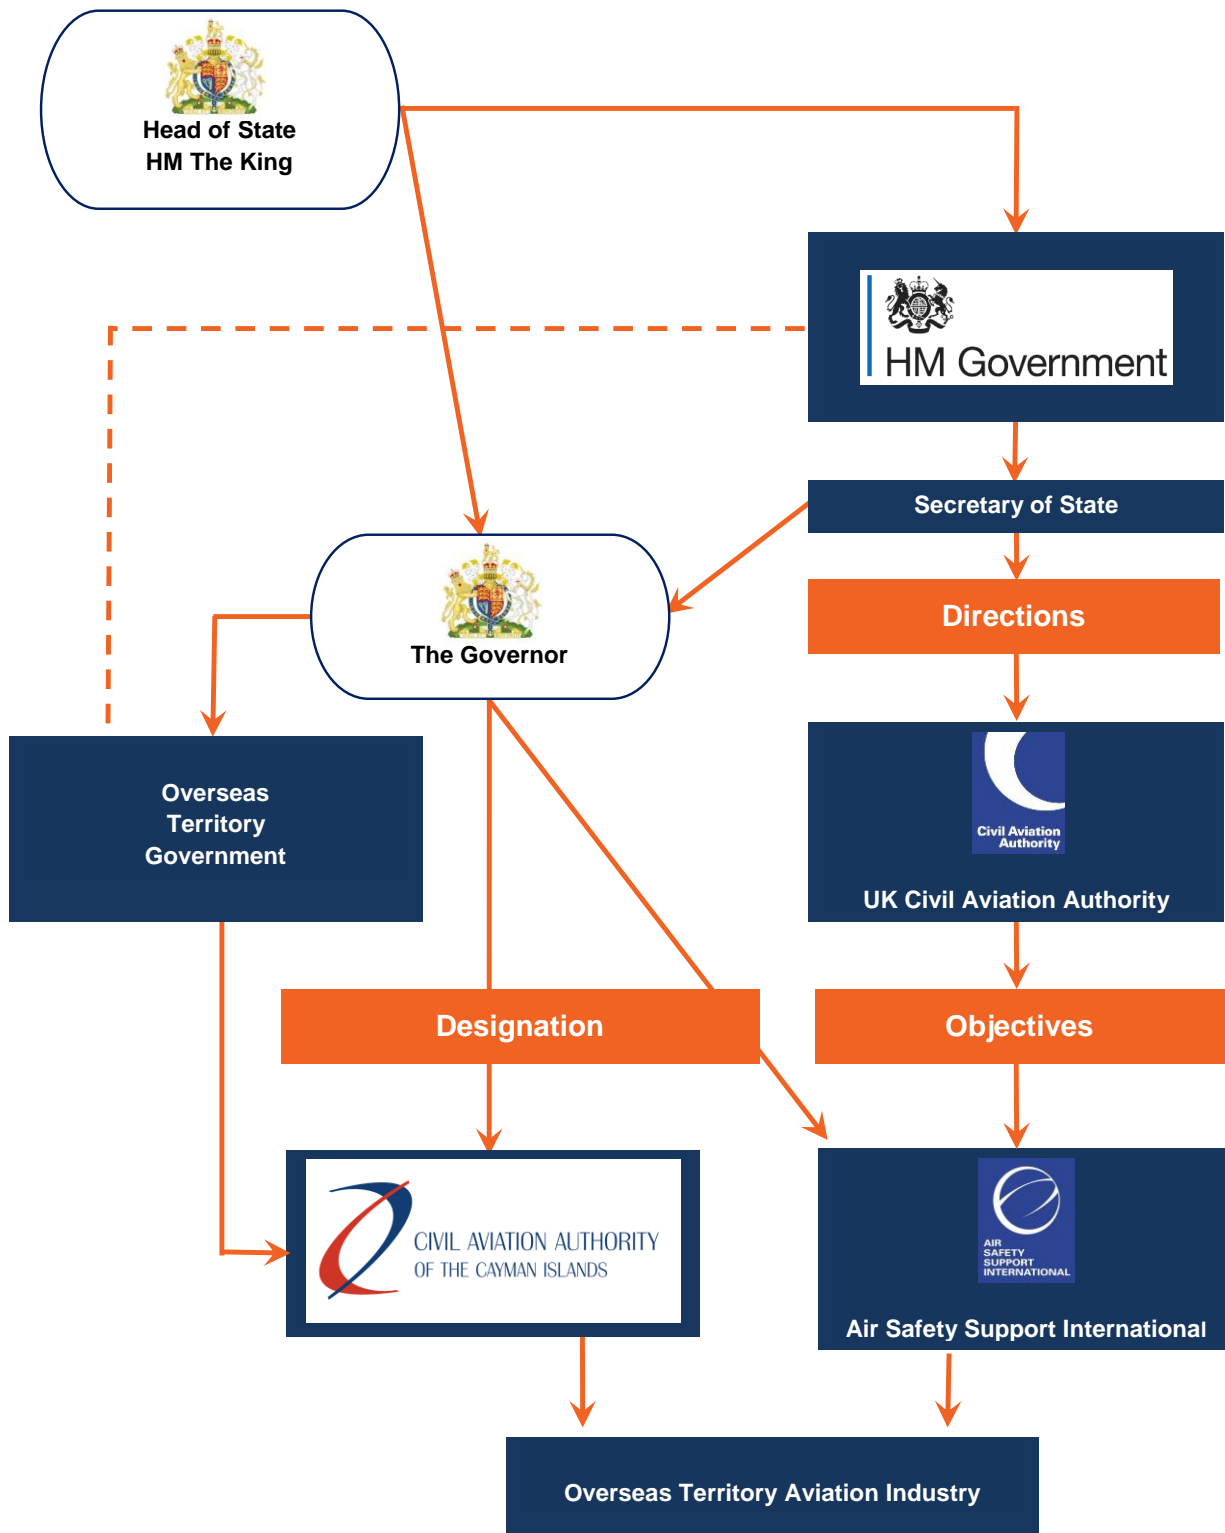 Head of State
HM The King
HM Government
Secretary of State
Directions
The Governor
Overseas
Territory
Government
Civil Aviation
Authority
UK Civil Aviation Authority
Designation
Objectives
CIVIL AVIATION AUTHORITY
OF THE CAYMAN ISLANDS
AIR
SAFETY
SUPPORT
INTERNATIONAL
Air Safety Support International
Overseas Territory Aviation Industry